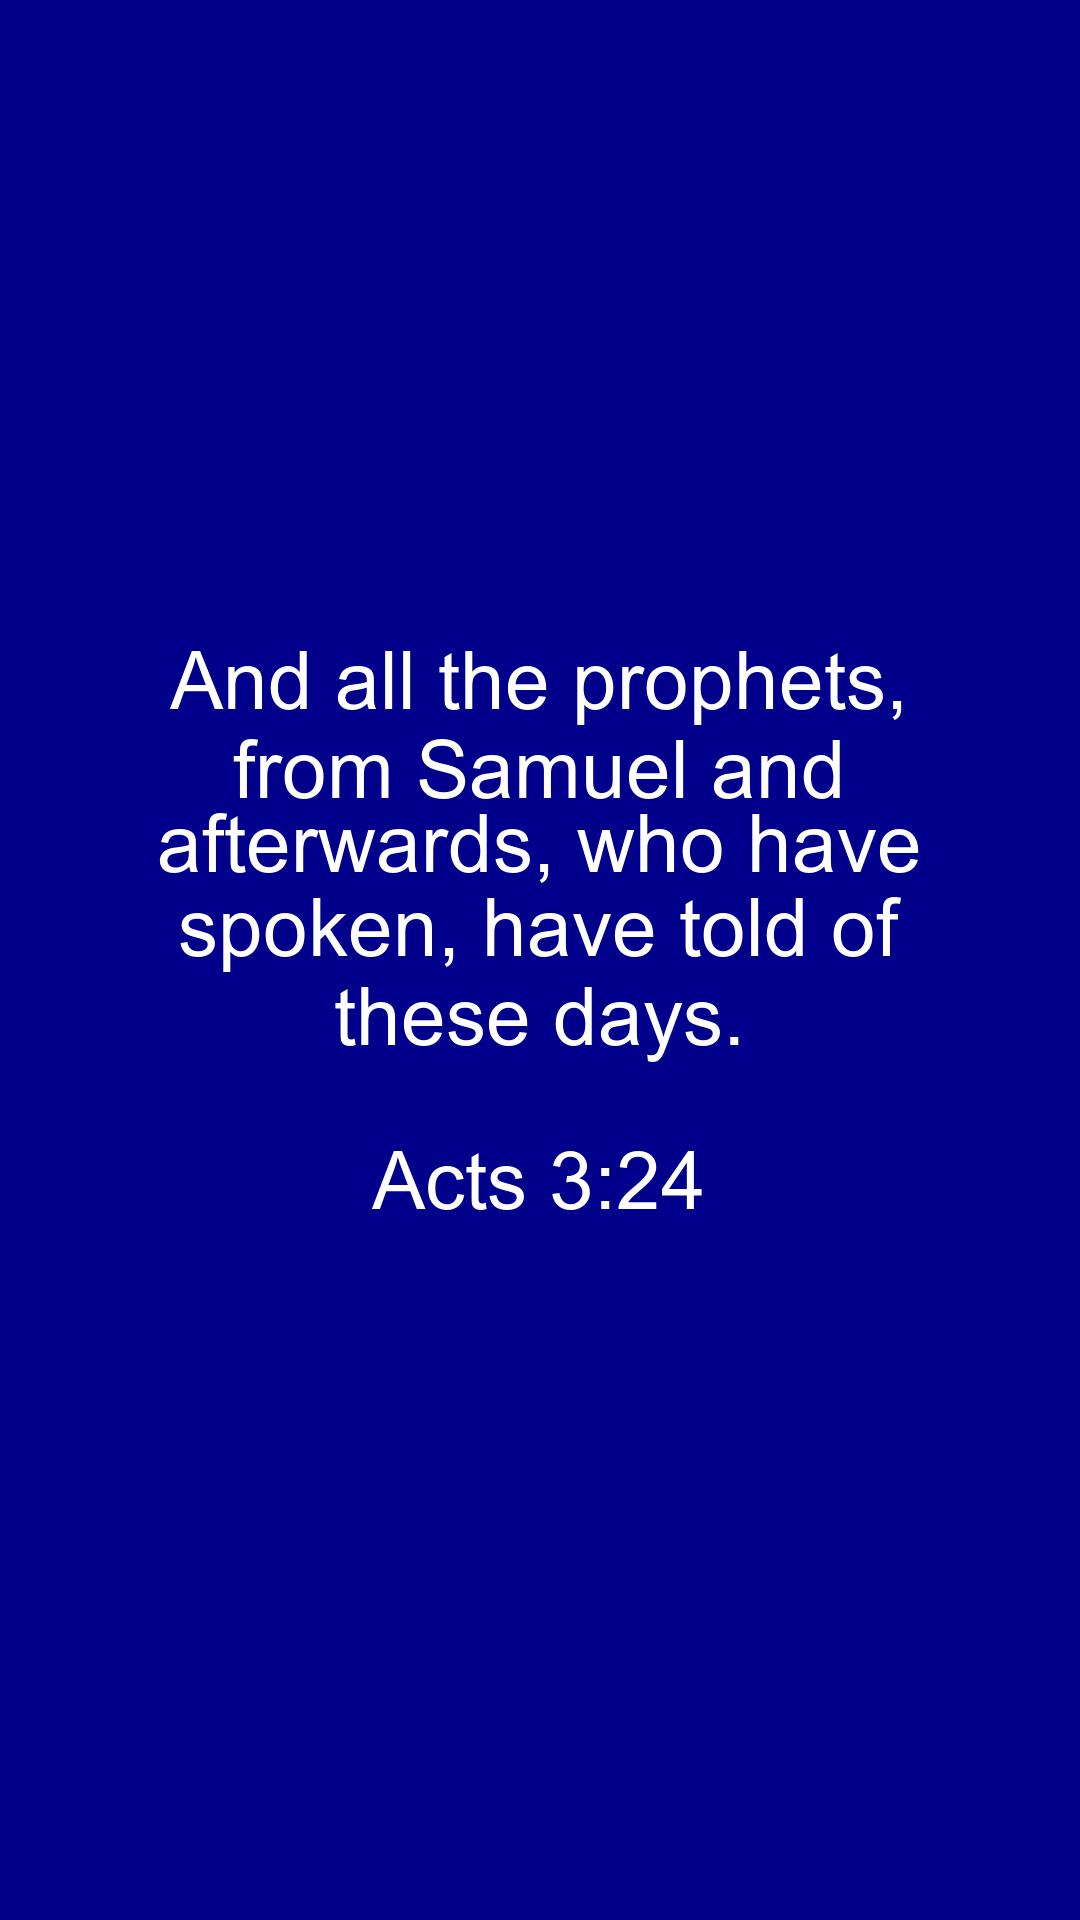 And all the prophets,
from Samuel and
afterwards, who have
spoken, have told of
these days.
Acts 3:24